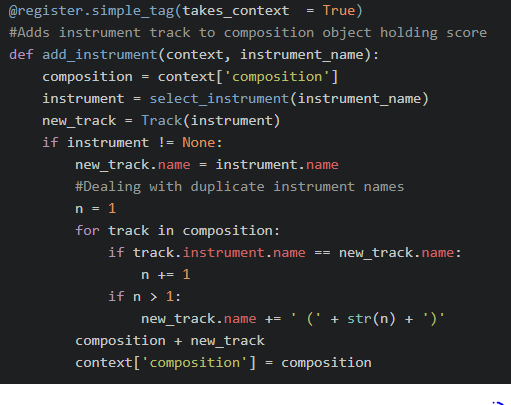 @register.simple_tag(takes_context  = True)
#Adds instrument track to composition object holding score
def add_instrument(context, instrument_name):
    composition = context['composition']
    instrument = select_instrument(instrument_name)
    new_track = Track(instrument)
    if instrument != None:
        new_track.name = instrument.name
        #Dealing with duplicate instrument names
        n = 1
        for track in composition:
            if track.instrument.name == new_track.name:
                n += 1
            if n > 1:
                new_track.name += ' (' + str(n) + ')'
        composition + new_track
        context['composition'] = composition